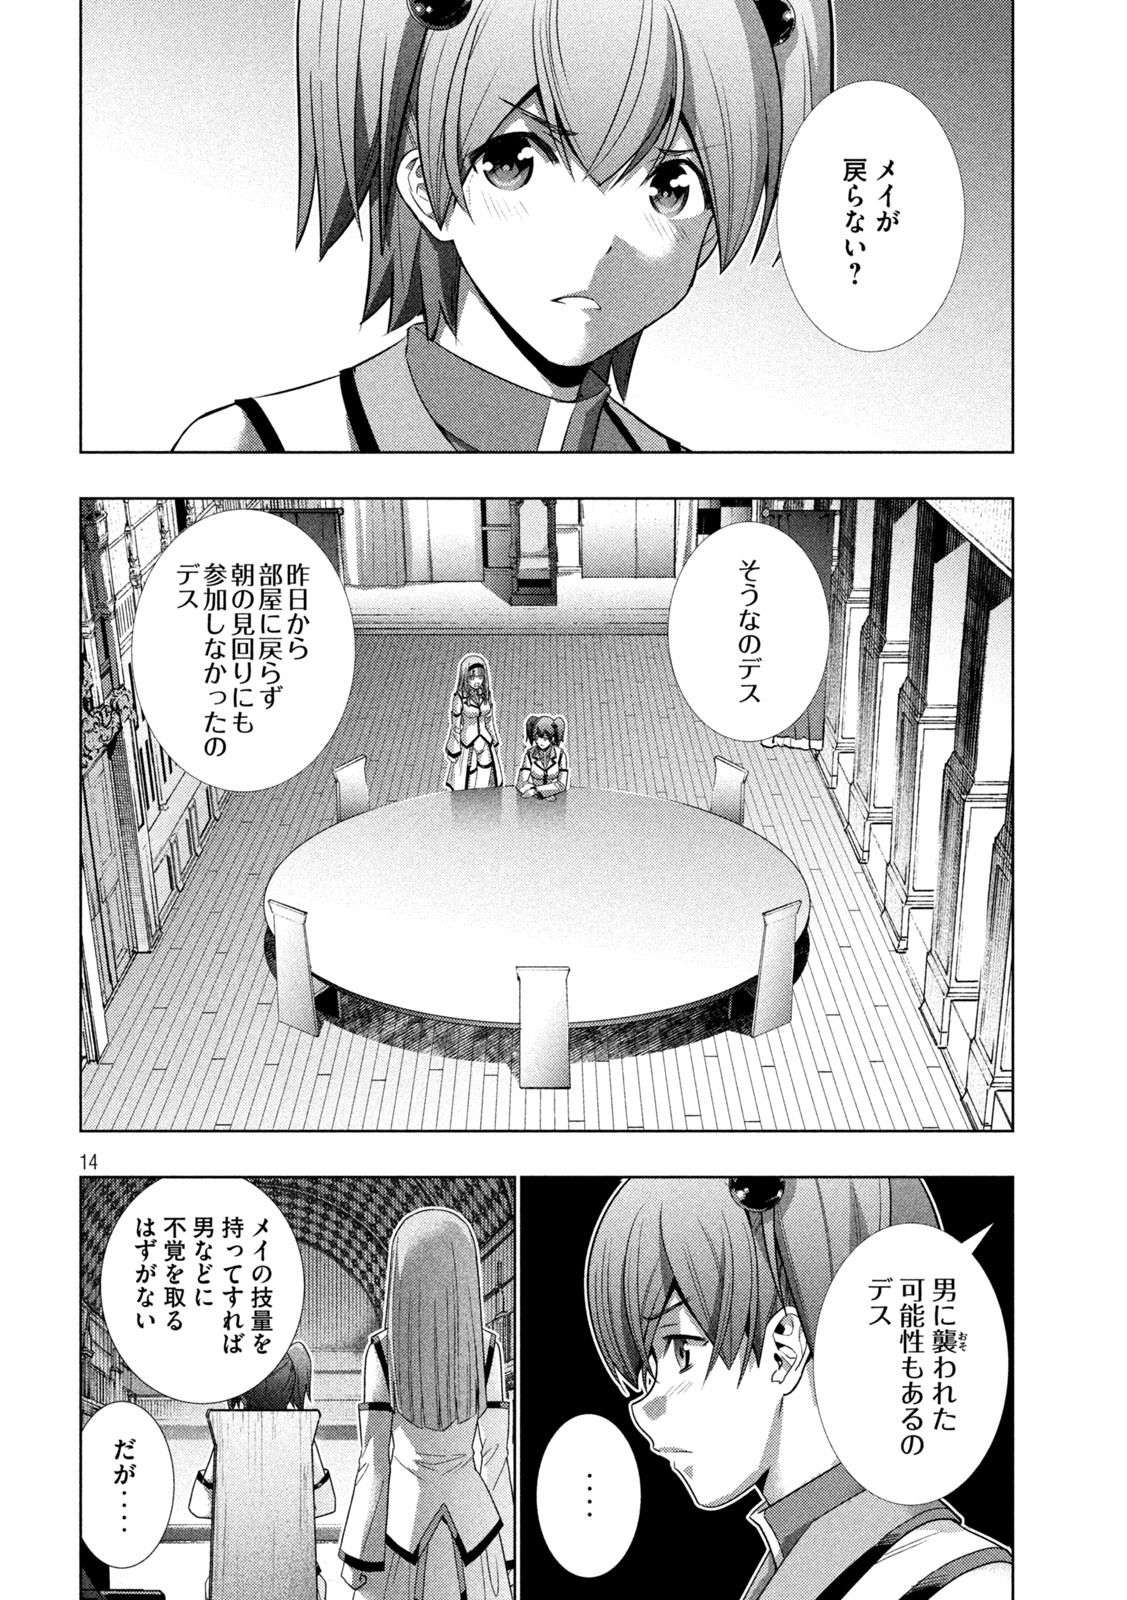 メイが
戻らない?
そうなのデス
昨日から
部屋に戻らず
朝の見回りにも
参加しなかったの
デス
男に襲われた
おそ
可能性もあるの
デス
‥‥
メイの技量を
持ってすれば
男などに
不覚を取る
はずがない
だが‥‥
14